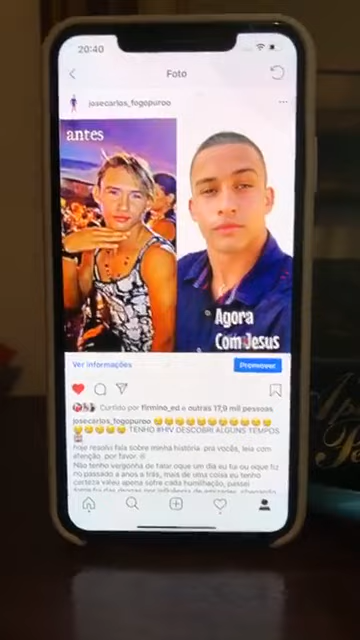 20:40
Foto
josecarlos_fogopuroo
antes
Agora
Com Jesus
Ver informações
Promover
Curtido por firmino_ed e outras 17,9 mil pessoas
josecarlos_fogopuroo
TENHO #HIV DESCOBRI ALGUNS TEMPOS
hoje resolvi fala sobre minha história pra vocês, leia com
atenção, por favor.
Não tenho vergonha de falar oque um dia eu fui ou oque fiz
no passado a anos a trás, mais de uma coisa eu tenho
certeza valeu apena sofre cada humilhação, passei